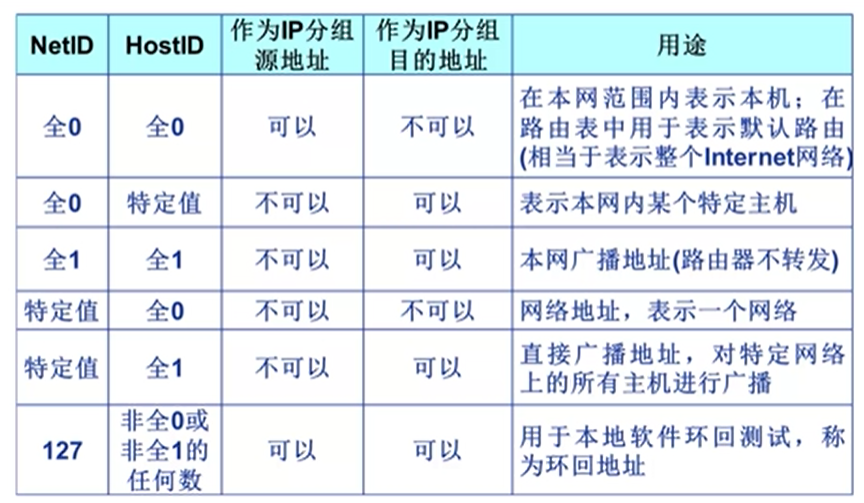 NetID HostID 作为IP分组源地址 作为IP分组目的地址 用途
全0 全0 可以 不可以 在本网范围内表示本机；在
路由表中用于表示默认路由
(相当于表示整个Internet网络)
全0 特定值 不可以 可以 表示本网内某个特定主机
全1 全1 不可以 可以 本网广播地址(路由器不转发)
特定值 全0 不可以 不可以 网络地址，表示一个网络
特定值 全1 不可以 可以 直接广播地址，对特定网络
上的所有主机进行广播
127 非全0或
非全1的
任何数 可以 可以 用于本地软件环回测试，称
为环回地址